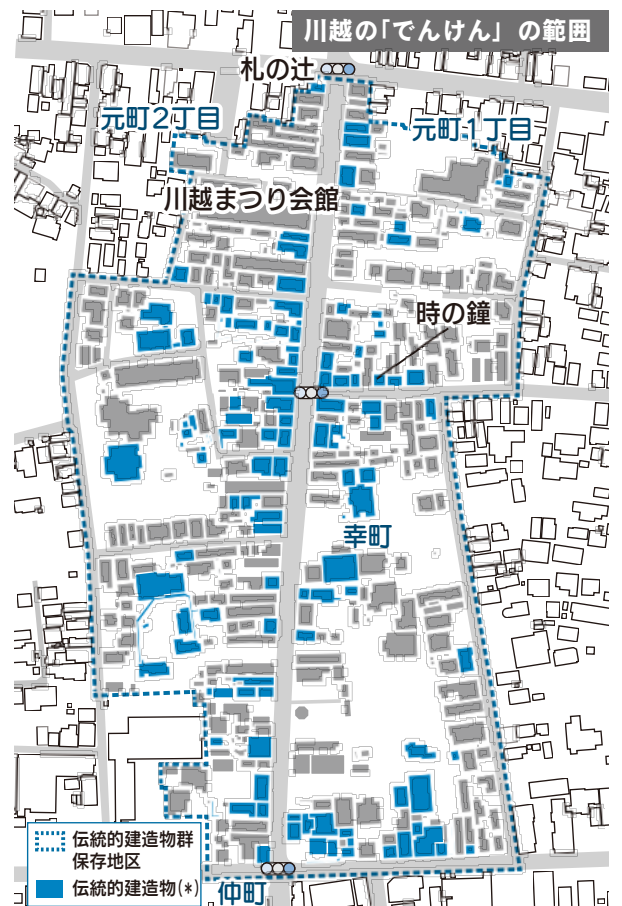 川越の「でんけん」の範囲
札の辻
元町2丁目
元町1丁目
川越まつり会館
時の鐘
幸町
伝統的建造物群
保存地区
伝統的建造物(*)
仲町